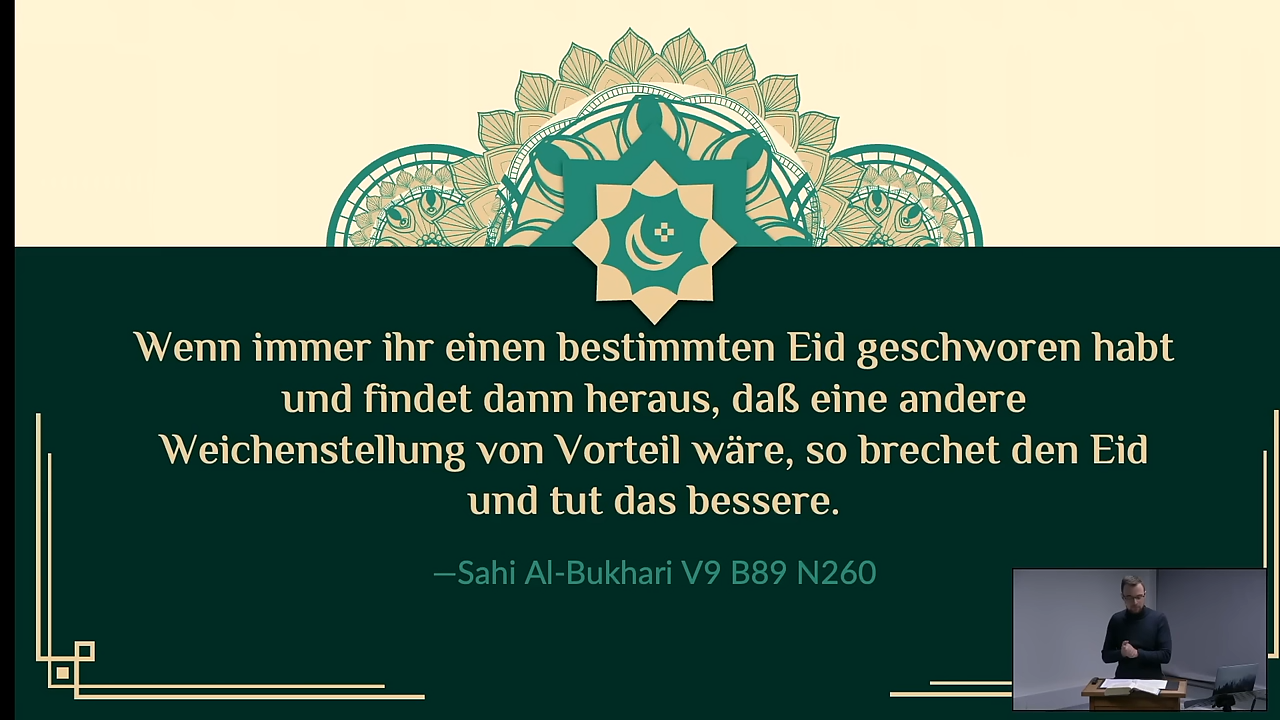 Wenn immer ihr einen bestimmten Eid geschworen habt
und findet dann heraus, daß eine andere
Weichenstellung von Vorteil wäre, so brechet den Eid
und tut das bessere.
—Sahi Al-Bukhari V9 B89 N260